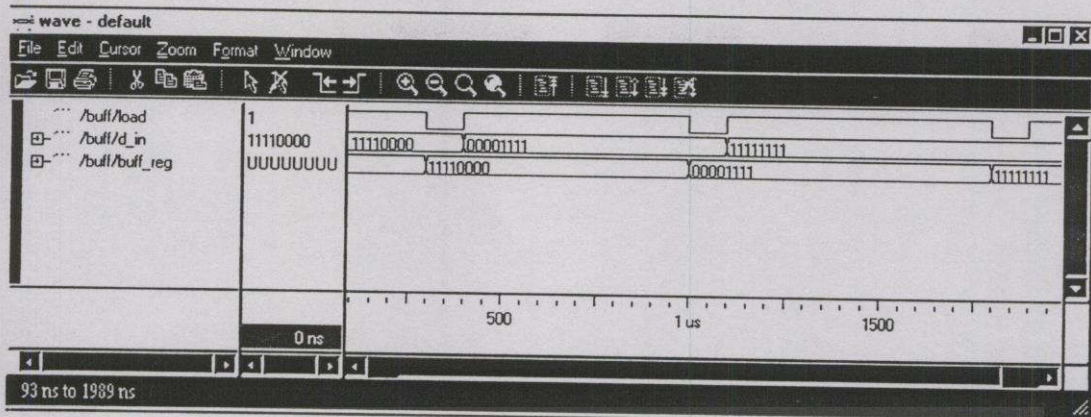 wave - default
File Edit Cursor Zoom Format Window
/buff/load 1
/buff/d_in 11110000 11110000 00001111 11111111
/buff/buff_reg UUUUUUUU 11110000 00001111 11111111
500 1 us 1500
0 ns
93 ns to 1989 ns